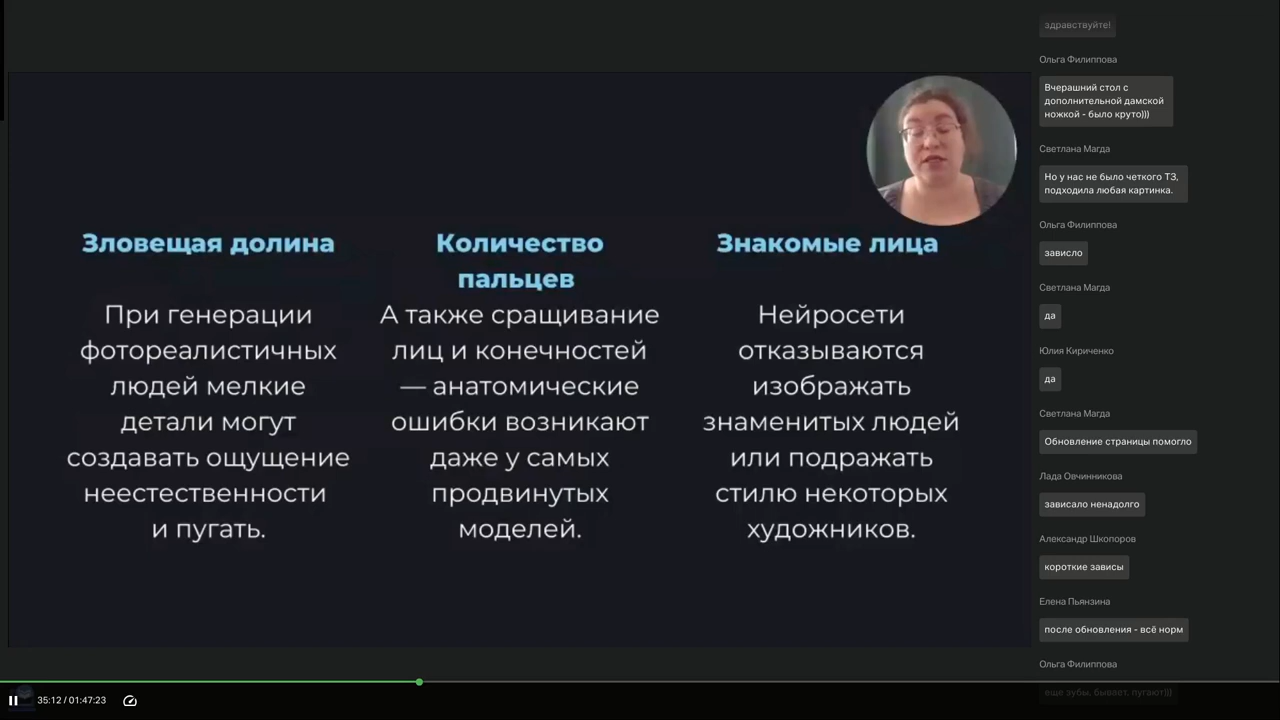 Зловещая долина
При генерации
фотореалистичных
людей мелкие
детали могут
создавать ощущение
неестественности
и пугать.
Количество
пальцев
А также сращивание
лиц и конечностей
— анатомические
ошибки возникают
даже у самых
продвинутых
моделей.
Знакомые лица
Нейросети
отказываются
изображать
знаменитых людей
или подражать
стилю некоторых
художников.
здравствуйте!
Ольга Филиппова
Вчерашний стол с
дополнительной дамской
ножкой - было круто)))
Светлана Магда
Но у нас не было четкого ТЗ,
подходила любая картинка.
Ольга Филиппова
зависло
Светлана Магда
да
Юлия Кириченко
да
Светлана Магда
Обновление страницы помогло
Лада Овчинникова
зависало ненадолго
Александр Шкопоров
короткие зависы
Елена Пьянзина
после обновления - всё норм
Ольга Филиппова
еще зубы, бывает, пугают)))
35:12 / 01:47:23